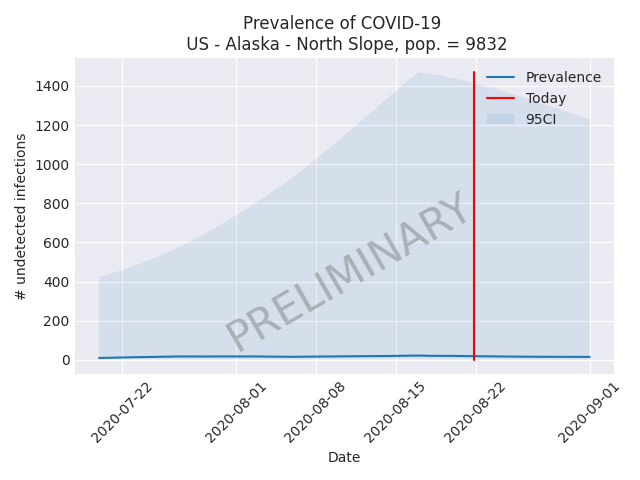 Prevalence of COVID-19
US - Alaska - North Slope, pop. = 9832
Prevalence
Today
95CI
# undetected infections
1400
1200
1000
800
600
400
200
0
PRELIMINARY
2020-07-22
2020-08-01
2020-08-08
2020-08-15
2020-08-22
2020-09-01
Date